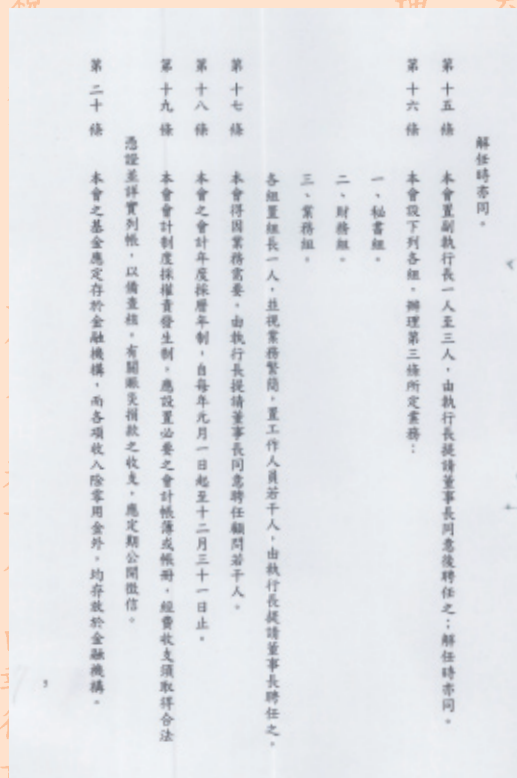 解任時亦同。
第十五條　本會置副執行長一人至三人，由執行長提請董事長同意後聘任之；解任時亦同。
第十六條　本會設下列各組，辦理第三條所定業務：
一、秘書組。
二、財務組。
三、業務組。
各組置組長一人，並視業務繁簡，置工作人員若干人，由執行長提請董事長聘任之。
第十七條　本會得因業務需要，由執行長提請董事長同意聘任顧問若干人。
第十八條　本會之會計年度採曆年制，自每年元月一日起至十二月三十一日止。
第十九條　本會會計制度採權責發生制，應設置必要之會計帳簿或帳冊，經費收支須取得合法
憑證並詳實列帳，以備查核，有關賑災捐款之收支，應定期公開徵信。
第二十條　本會之基金應定存於金融機構，而各項收入除零用金外，均存放於金融機構。
5